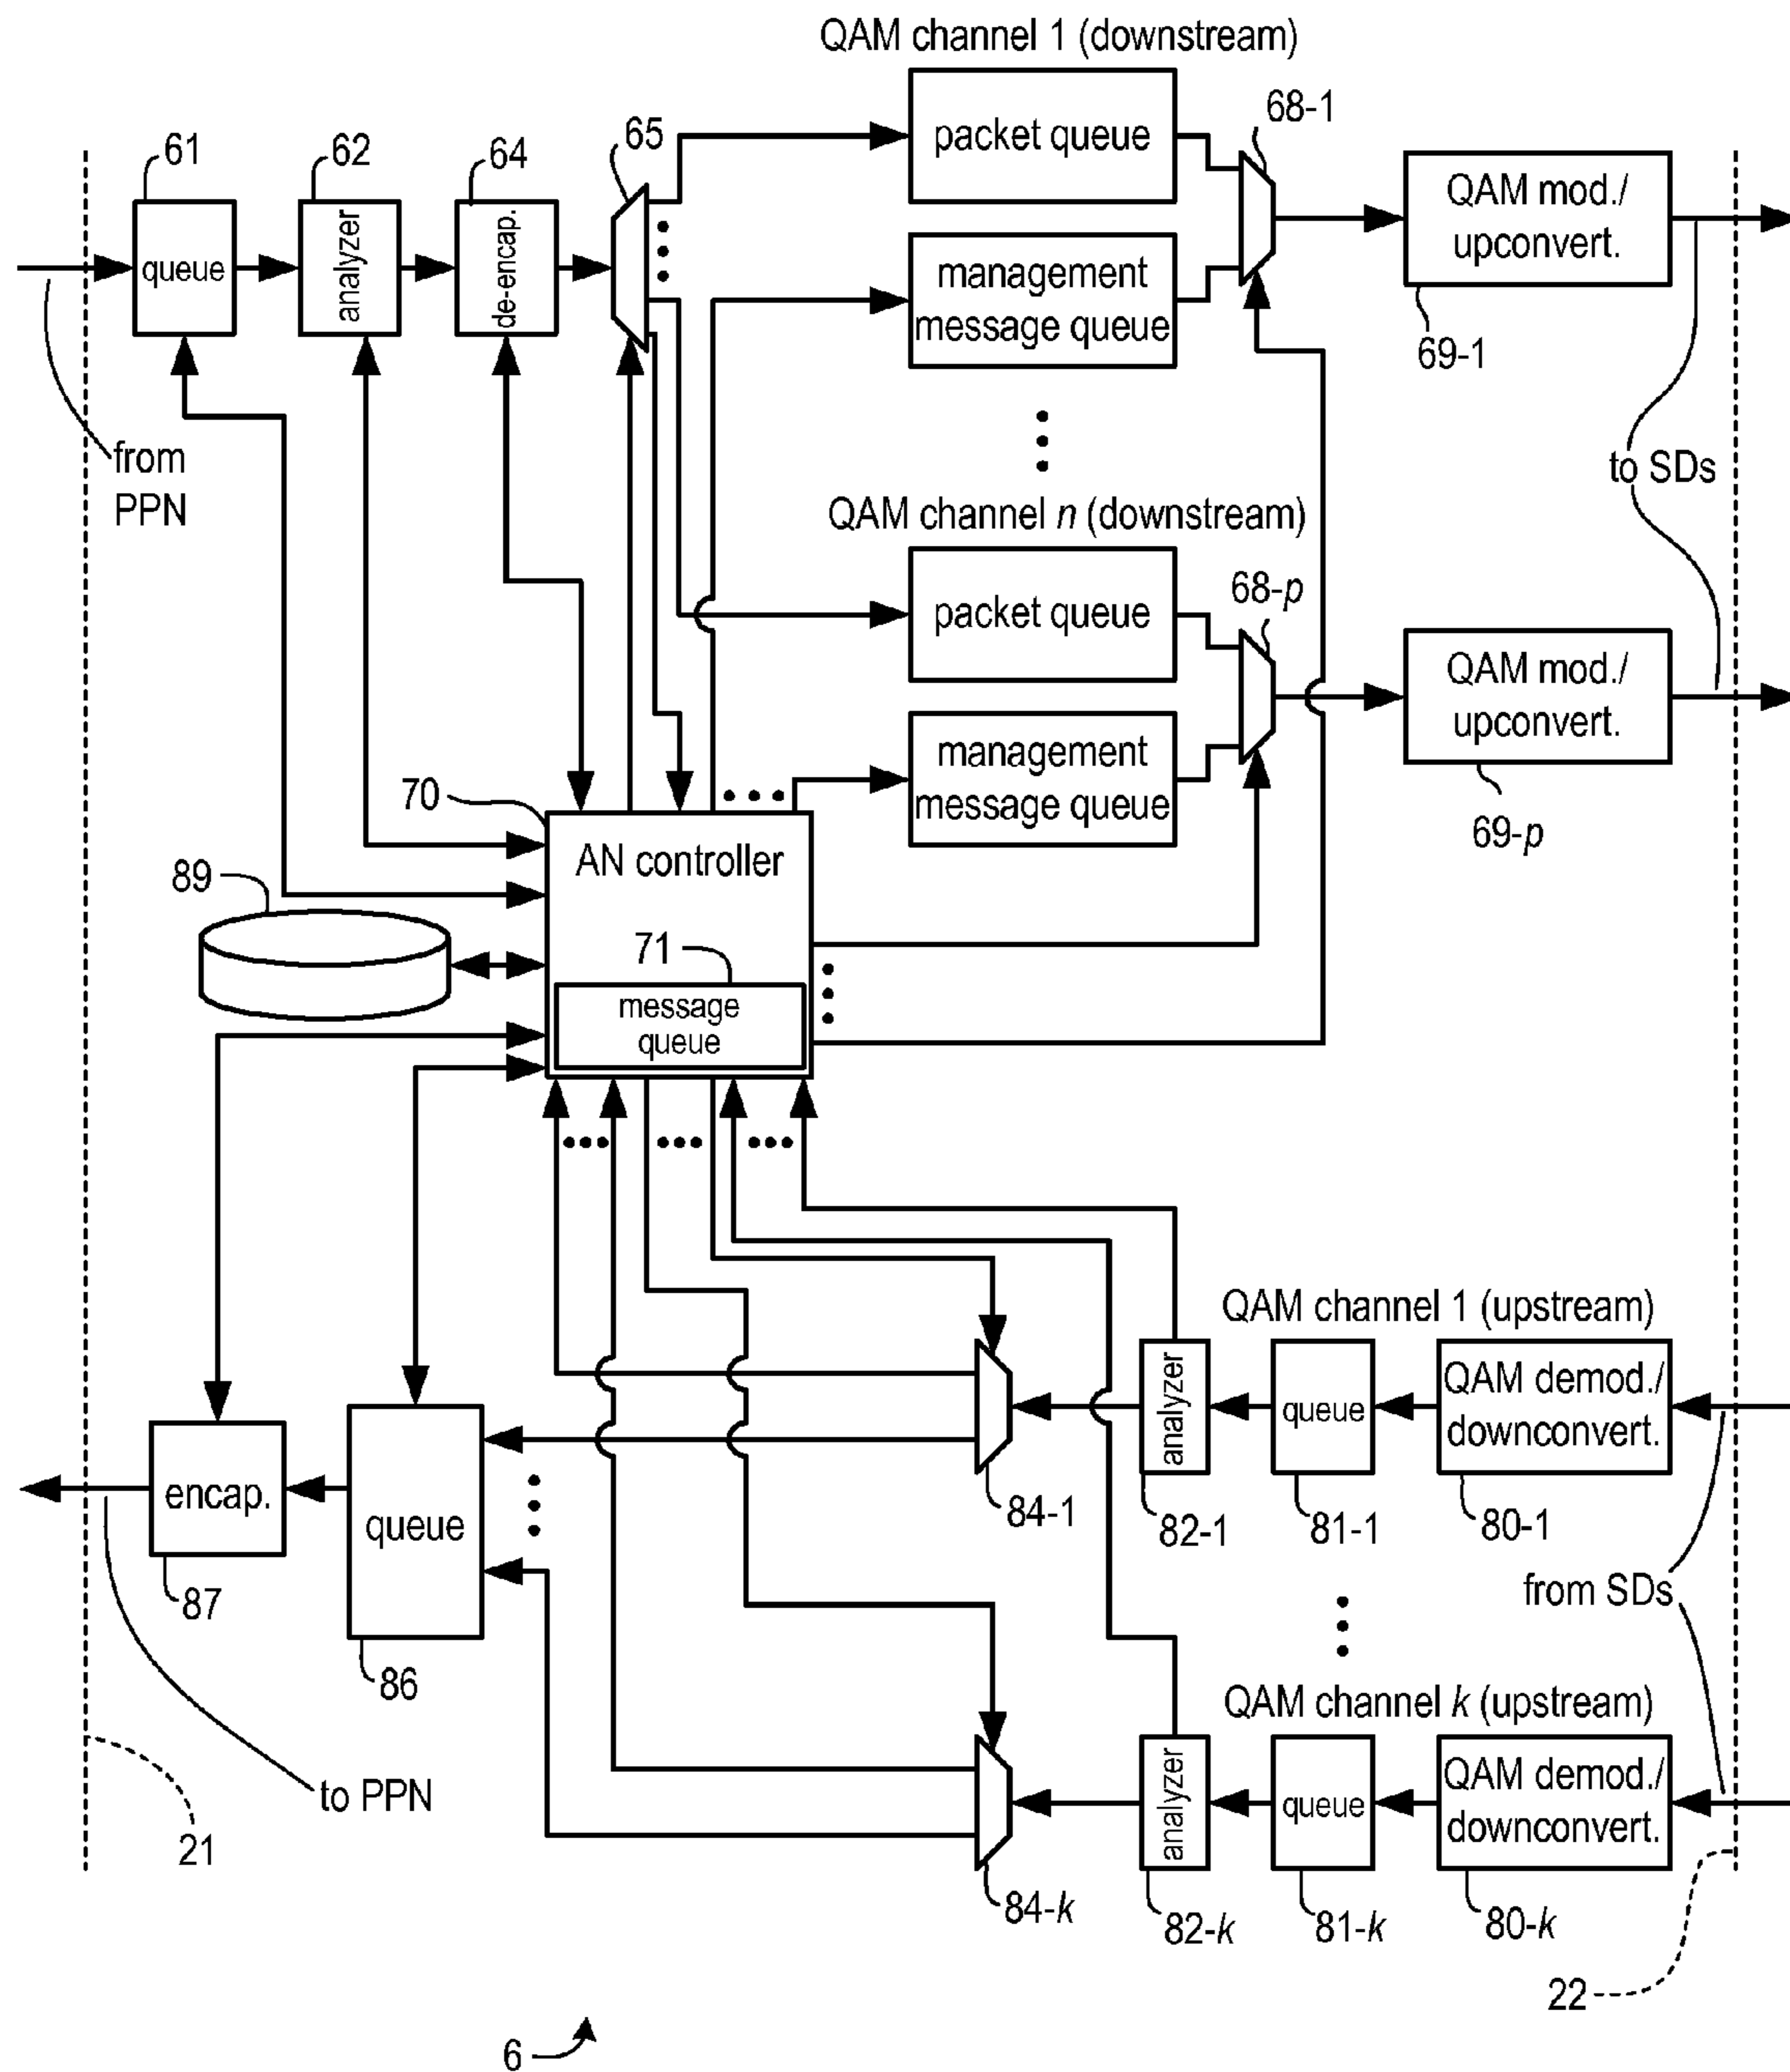 QAM channel 1 (downstream)
61
62
64
65
68-1
queue
analyzer
de-encap.
packet queue
management
message queue
QAM mod./
upconvert.
69-1
from
PPN
to SDs
QAM channel n (downstream)
68-p
packet queue
management
message queue
QAM mod./
upconvert.
69-p
70
AN controller
89
71
message
queue
QAM channel 1 (upstream)
analyzer
queue
QAM demod./
downconvert.
84-1
82-1
81-1
80-1
encap.
queue
87
86
from SDs
QAM channel k (upstream)
analyzer
queue
QAM demod./
downconvert.
84-k
82-k
81-k
80-k
to PPN
21
22
6